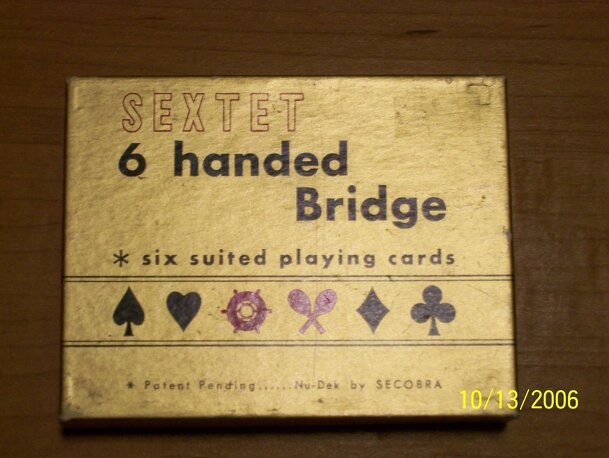 SEXTET
6 handed
Bridge
* six suited playing cards
* Patent Pending......Nu-Dek by SECOBRA
10/13/2006